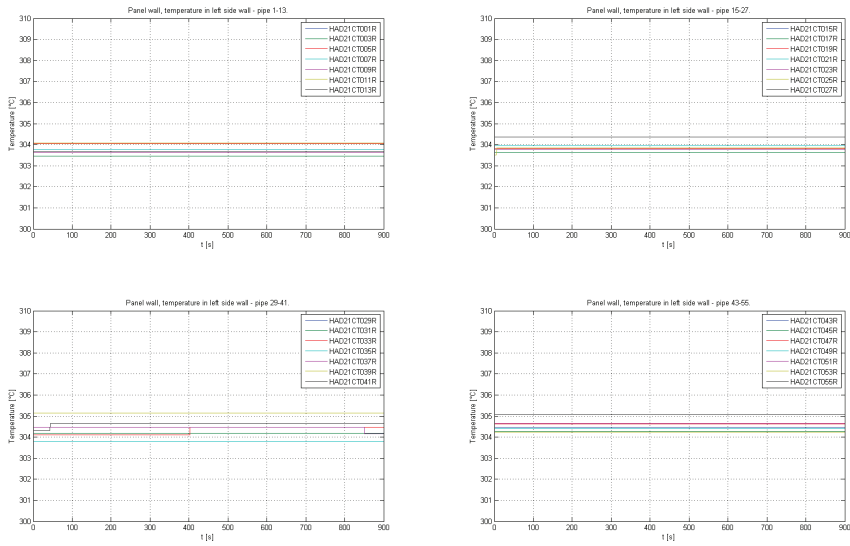 Panel wall, temperature in left side wall - pipe 1-13.
310
309
308
307
306
305
304
303
302
301
300
Temperature [°C]
HAD21CT001R
HAD21CT003R
HAD21CT005R
HAD21CT007R
HAD21CT009R
HAD21CT011R
HAD21CT013R
0 100 200 300 400 500 600 700 800 900
t [s]
Panel wall, temperature in left side wall - pipe 15-27.
310
309
308
307
306
305
304
303
302
301
300
Temperature [°C]
HAD21CT015R
HAD21CT017R
HAD21CT019R
HAD21CT021R
HAD21CT023R
HAD21CT025R
HAD21CT027R
0 100 200 300 400 500 600 700 800 900
t [s]
Panel wall, temperature in left side wall - pipe 29-41.
310
309
308
307
306
305
304
303
302
301
300
Temperature [°C]
HAD21CT029R
HAD21CT031R
HAD21CT033R
HAD21CT035R
HAD21CT037R
HAD21CT039R
HAD21CT041R
0 100 200 300 400 500 600 700 800 900
t [s]
Panel wall, temperature in left side wall - pipe 43-55.
310
309
308
307
306
305
304
303
302
301
300
Temperature [°C]
HAD21CT043R
HAD21CT045R
HAD21CT047R
HAD21CT049R
HAD21CT051R
HAD21CT053R
HAD21CT055R
0 100 200 300 400 500 600 700 800 900
t [s]